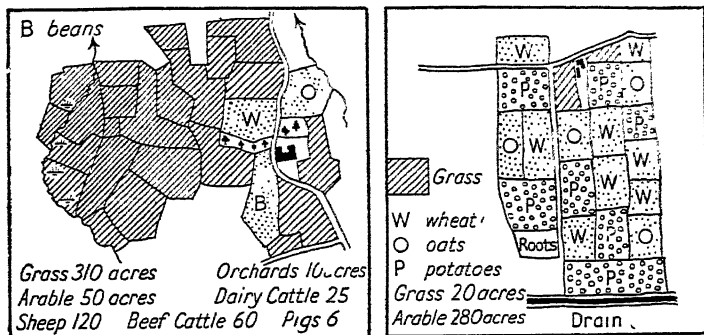 B beans
W
O
B
Grass 310 acres
Orchards 10 acres
Arable 50 acres
Dairy Cattle 25
Sheep 120
Beef Cattle 60
Pigs 6
W
W
P
P
O
O
W
O
W
P
W
P
P
W
W
W
P
O
Roots
P
Grass
W wheat
O oats
P potatoes
Grass 20 acres
Arable 280 acres
Drain